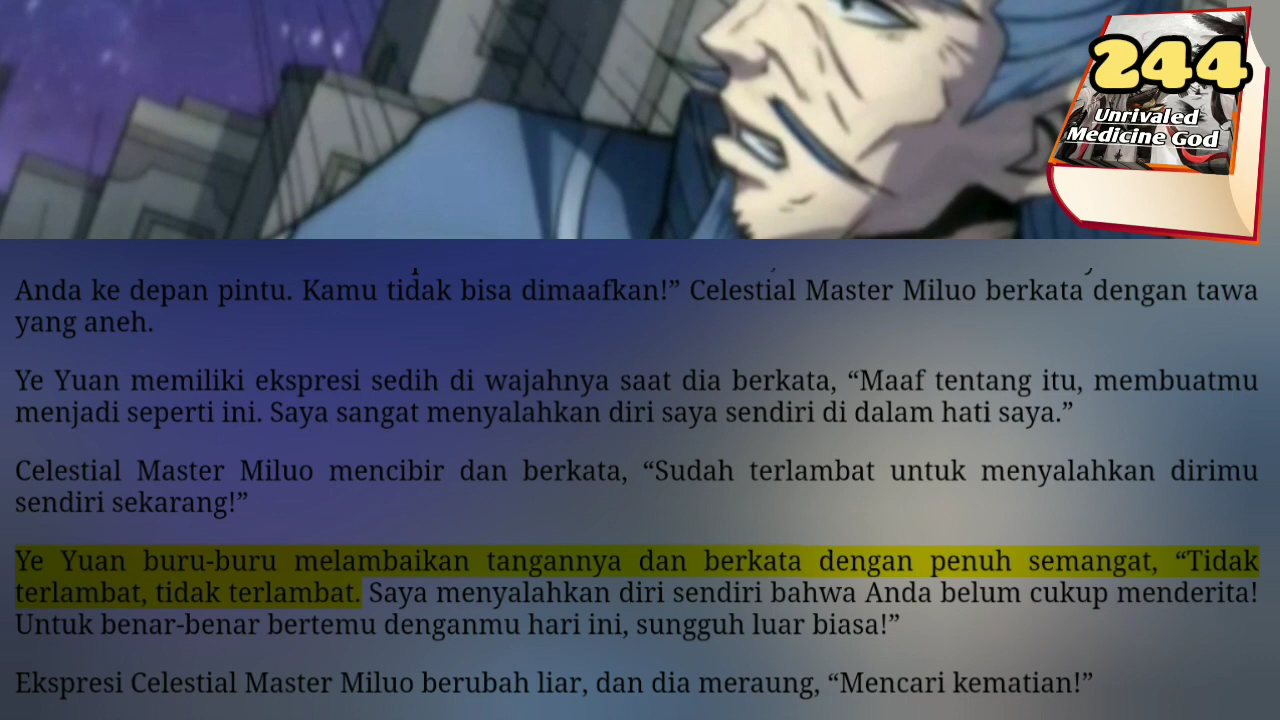 244
Unrivaled
Medicine God
Anda ke depan pintu. Kamu tidak bisa dimaafkan!” Celestial Master Miluo berkata dengan tawa
yang aneh.
Ye Yuan memiliki ekspresi sedih di wajahnya saat dia berkata, “Maaf tentang itu, membuatmu
menjadi seperti ini. Saya sangat menyalahkan diri saya sendiri di dalam hati saya.”
Celestial Master Miluo mencibir dan berkata, “Sudah terlambat untuk menyalahkan dirimu
sendiri sekarang!”
Ye Yuan buru-buru melambaikan tangannya dan berkata dengan penuh semangat, “Tidak
terlambat, tidak terlambat. Saya menyalahkan diri sendiri bahwa Anda belum cukup menderita!
Untuk benar-benar bertemu denganmu hari ini, sungguh luar biasa!”
Ekspresi Celestial Master Miluo berubah liar, dan dia meraung, “Mencari kematian!”